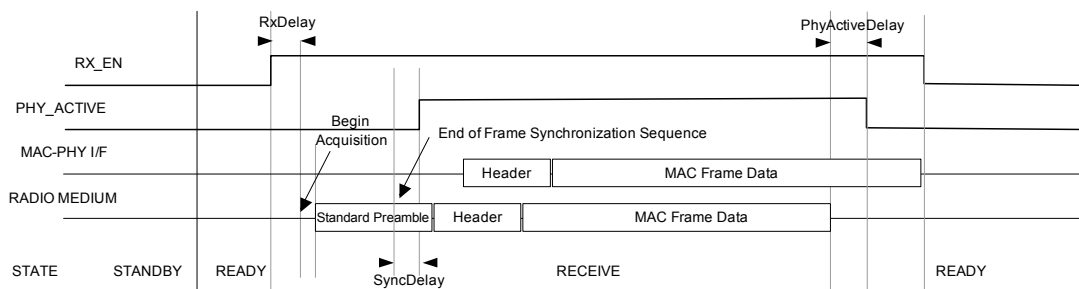 RxDelay
PhyActiveDelay
RX_EN
PHY_ACTIVE
Begin
Acquisition
End of Frame Synchronization Sequence
MAC-PHY I/F
Header
MAC Frame Data
RADIO MEDIUM
Standard Preamble
Header
MAC Frame Data
STATE
STANDBY
READY
SyncDelay
RECEIVE
READY